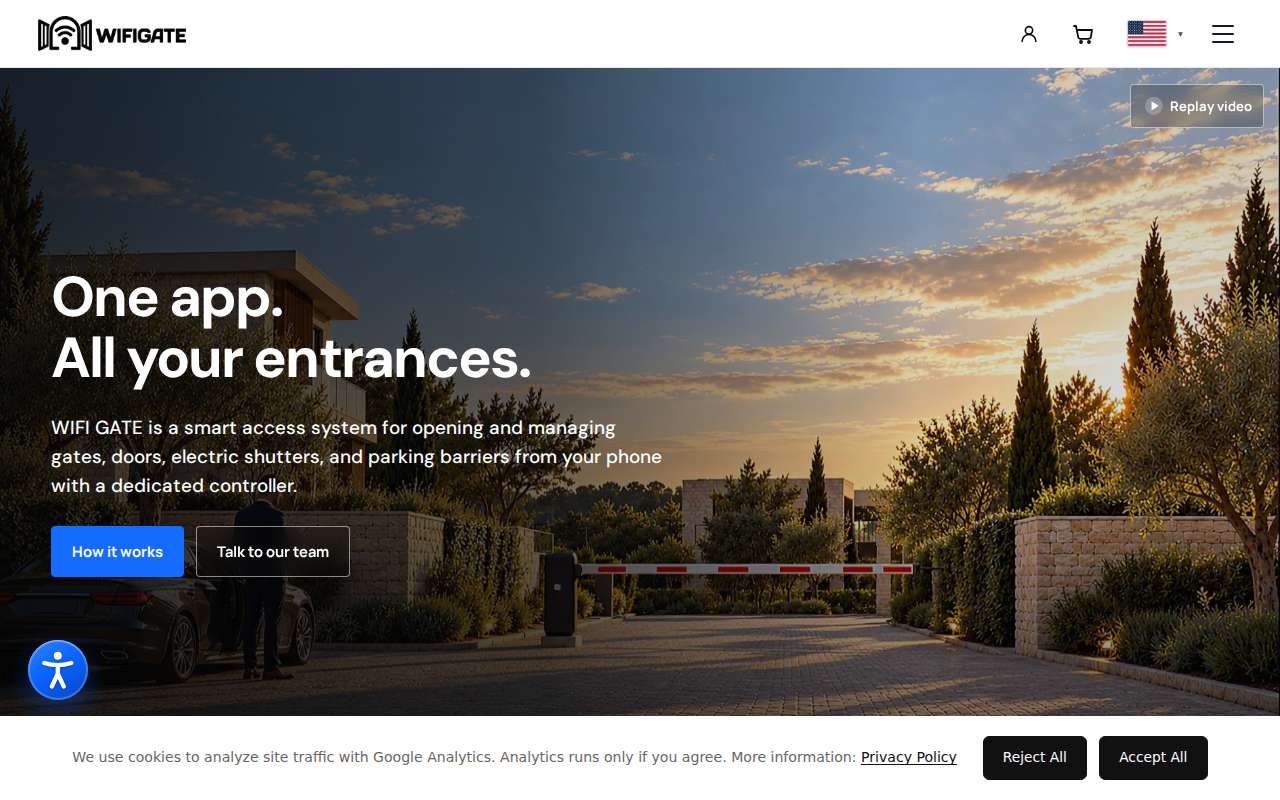 WIFIGATE
Replay video
One app.
All your entrances.
WIFI GATE is a smart access system for opening and managing
gates, doors, electric shutters, and parking barriers from your phone
with a dedicated controller.
How it works
Talk to our team
We use cookies to analyze site traffic with Google Analytics. Analytics runs only if you agree. More information: Privacy Policy
Reject All
Accept All